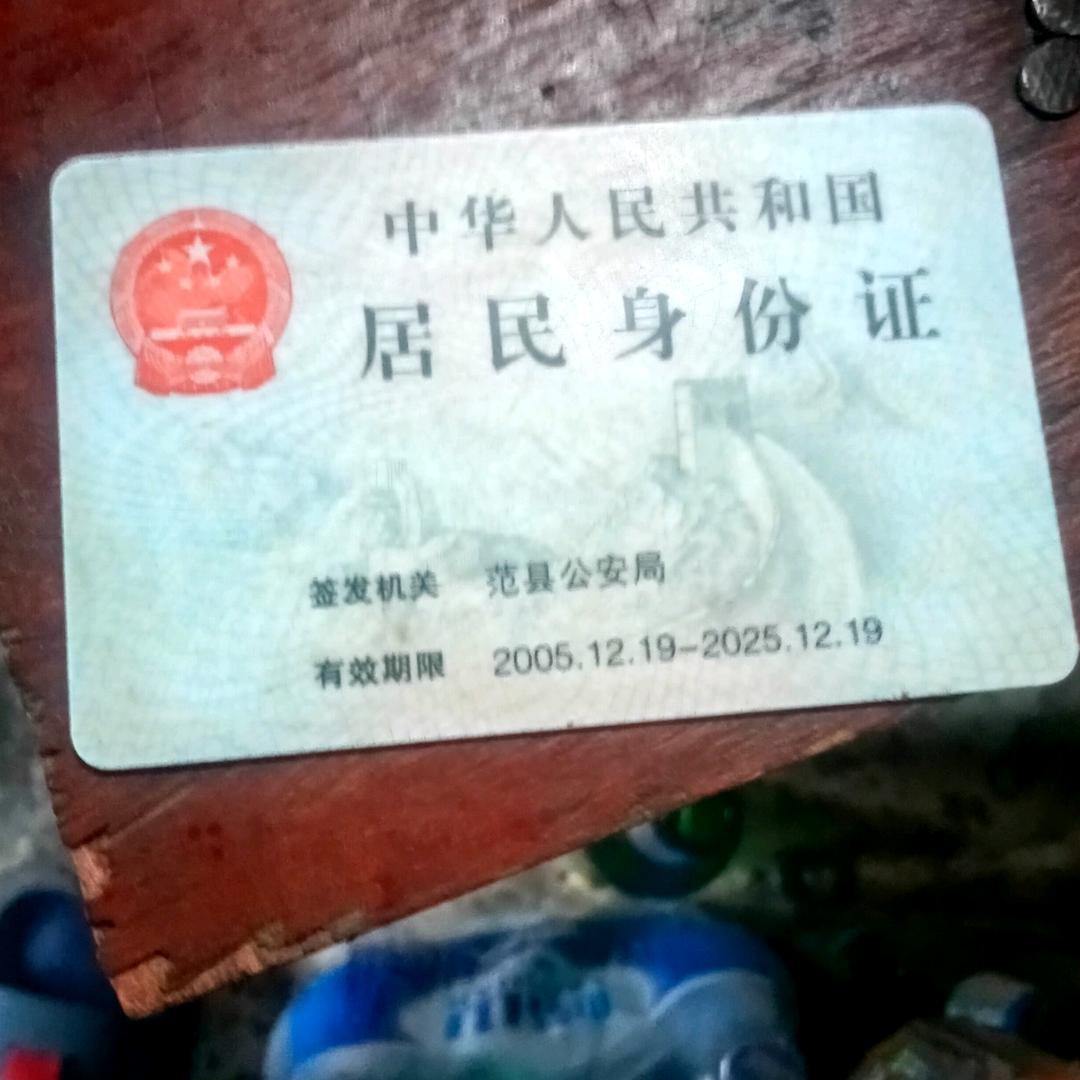 中华人民共和国
居民身份证
签发机关 范县公安局
有效期限 2005.12.19-2025.12.19